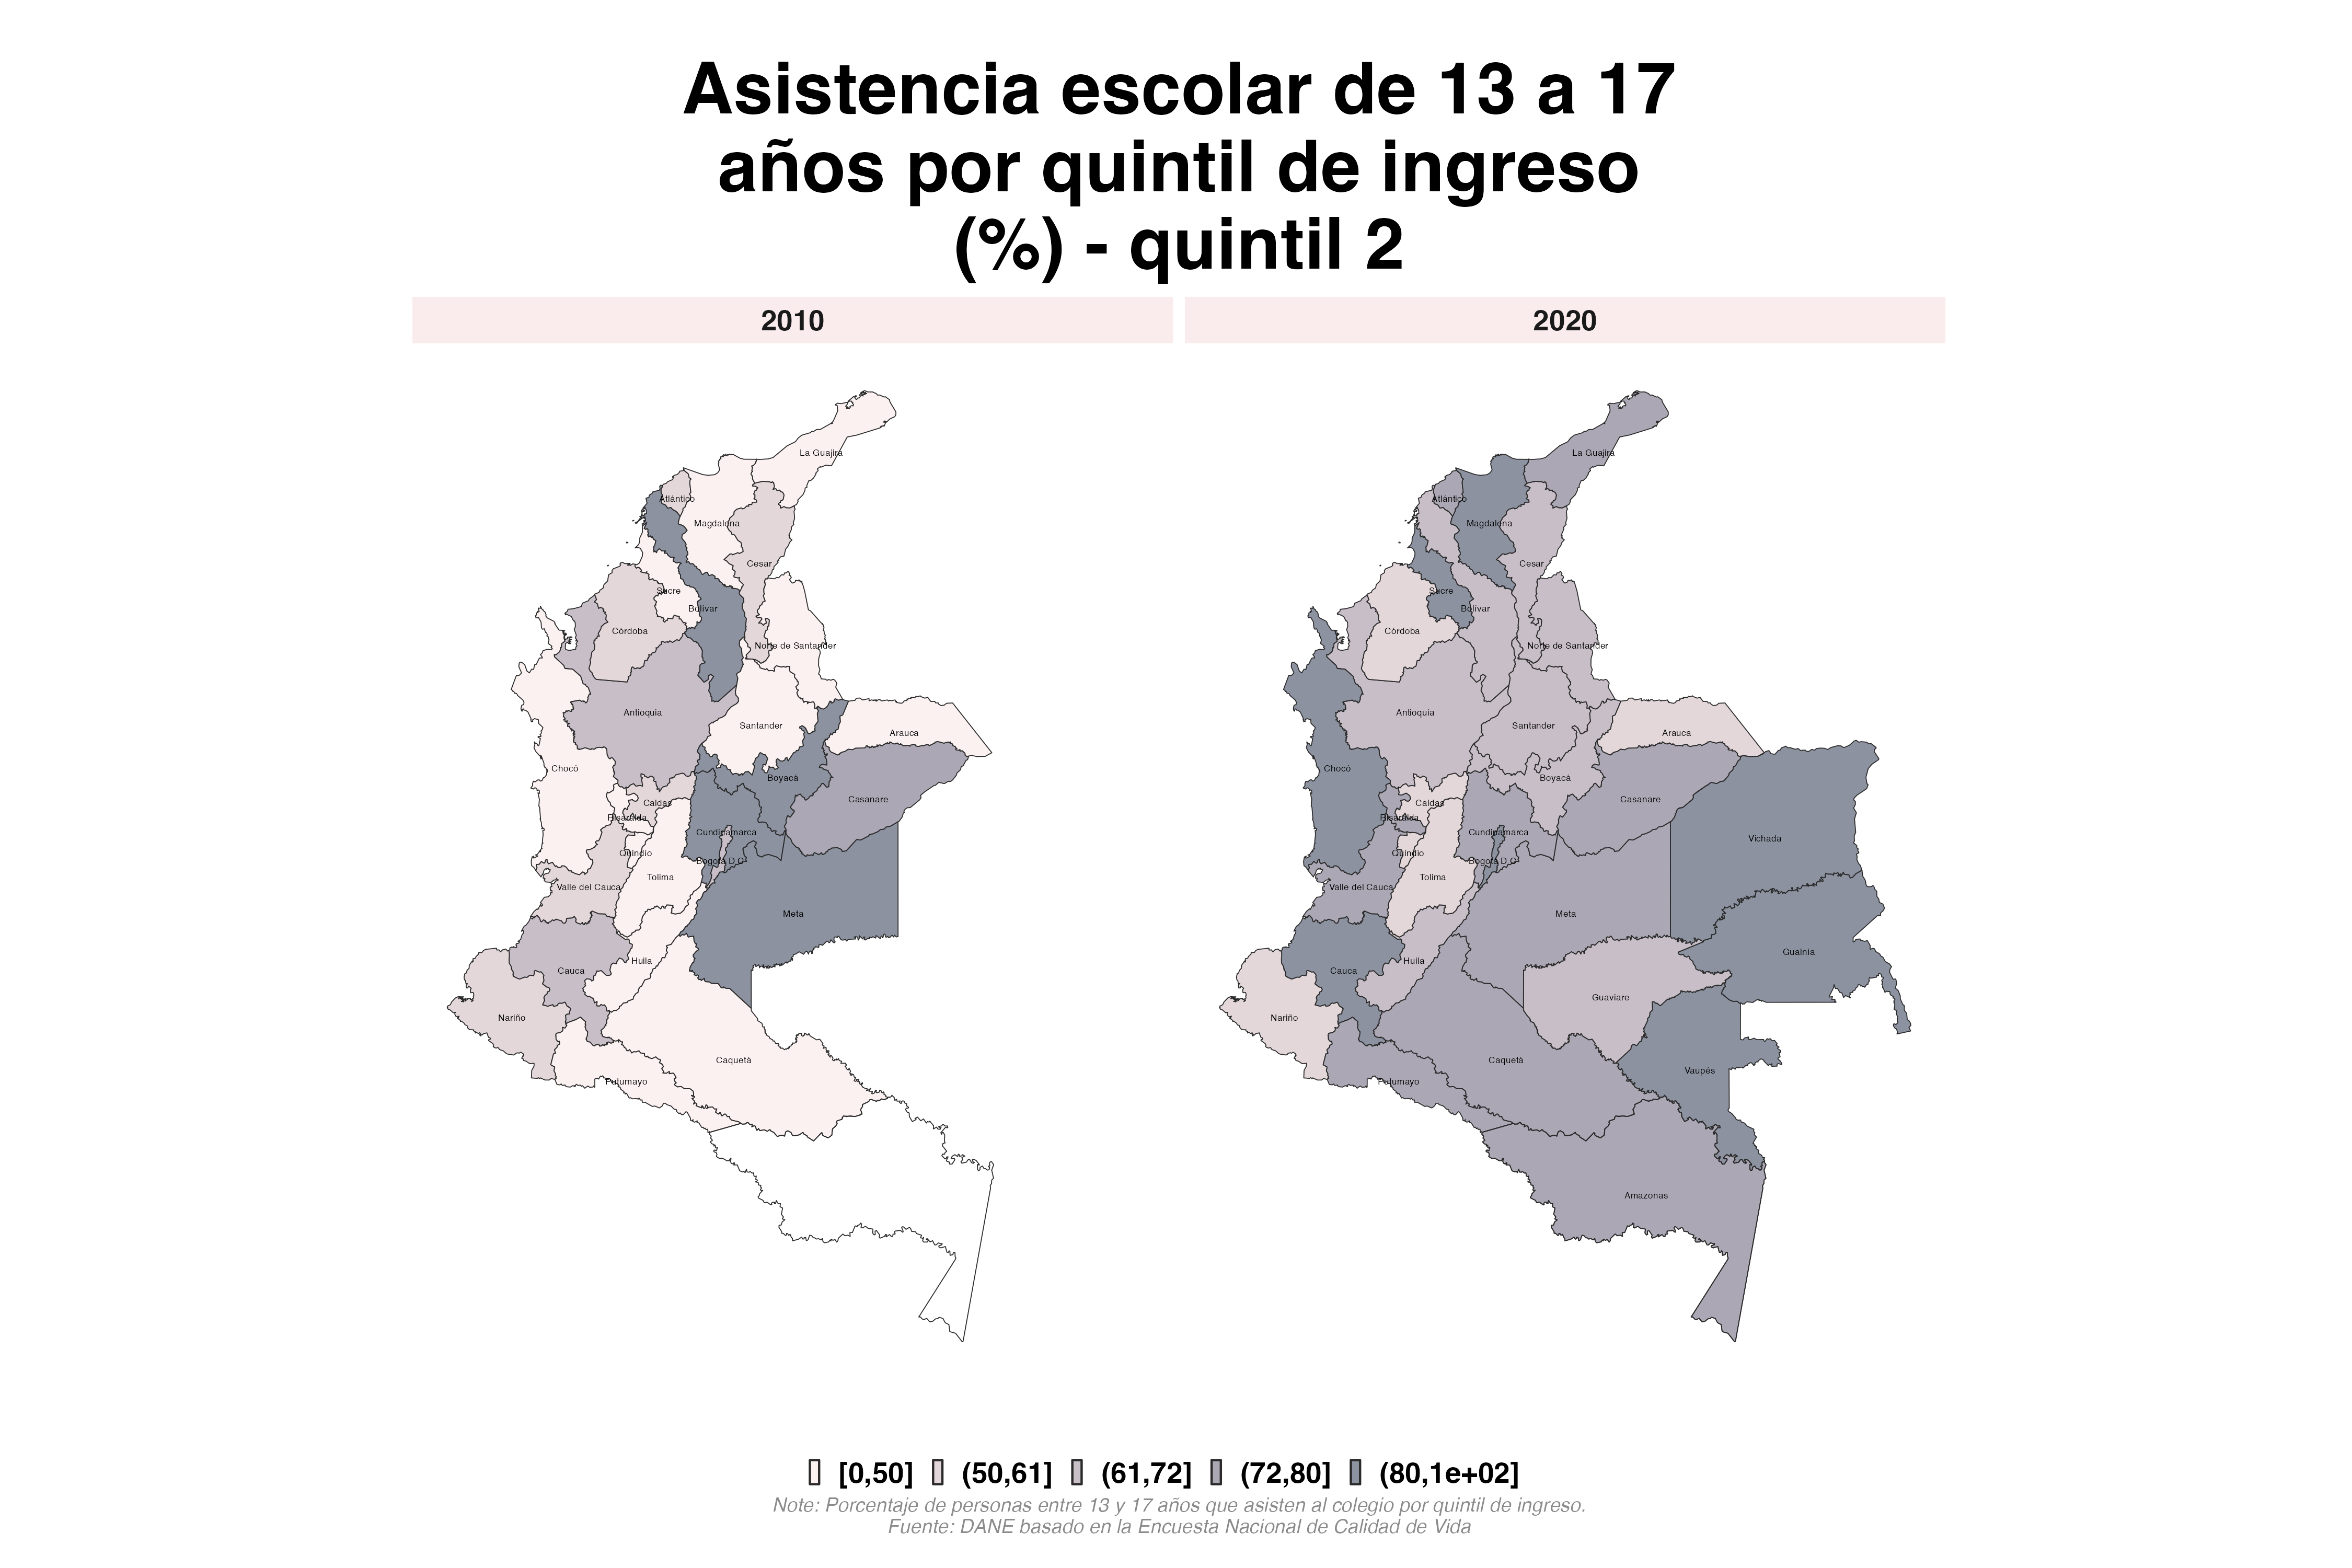 Asistencia escolar de 13 a 17
años por quintil de ingreso
(%) - quintil 2
2010
2020
La Guajira
Atlántico
Magdalena
Cesar
Sucre
Bolívar
Córdoba
Norte de Santander
Antioquia
Santander
Arauca
Chocó
Boyacá
Casanare
Caldas
Risaralda
Cundinamarca
Quindío
Bogotá D.C.
Tolima
Valle del Cauca
Meta
Huila
Cauca
Nariño
Caquetá
Putumayo
La Guajira
Atlántico
Magdalena
Cesar
Sucre
Bolívar
Córdoba
Norte de Santander
Antioquia
Santander
Arauca
Chocó
Boyacá
Casanare
Caldas
Risaralda
Cundinamarca
Vichada
Quindío
Bogotá D.C.
Tolima
Valle del Cauca
Meta
Guainía
Huila
Cauca
Guaviare
Nariño
Caquetá
Vaupés
Putumayo
Amazonas
[0,50] (50,61] (61,72] (72,80] (80,1e+02]
Note: Porcentaje de personas entre 13 y 17 años que asisten al colegio por quintil de ingreso.
Fuente: DANE basado en la Encuesta Nacional de Calidad de Vida